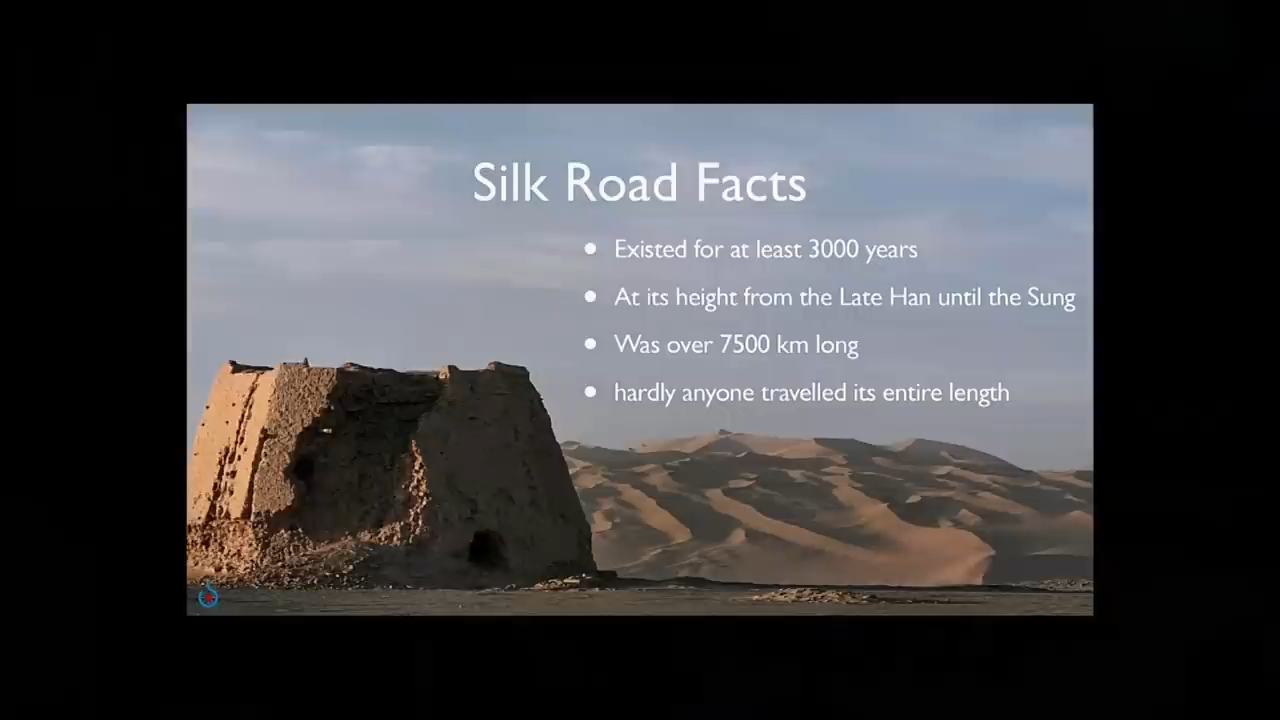 Silk Road Facts
• Existed for at least 3000 years
• At its height from the Late Han until the Sung
• Was over 7500 km long
• hardly anyone travelled its entire length